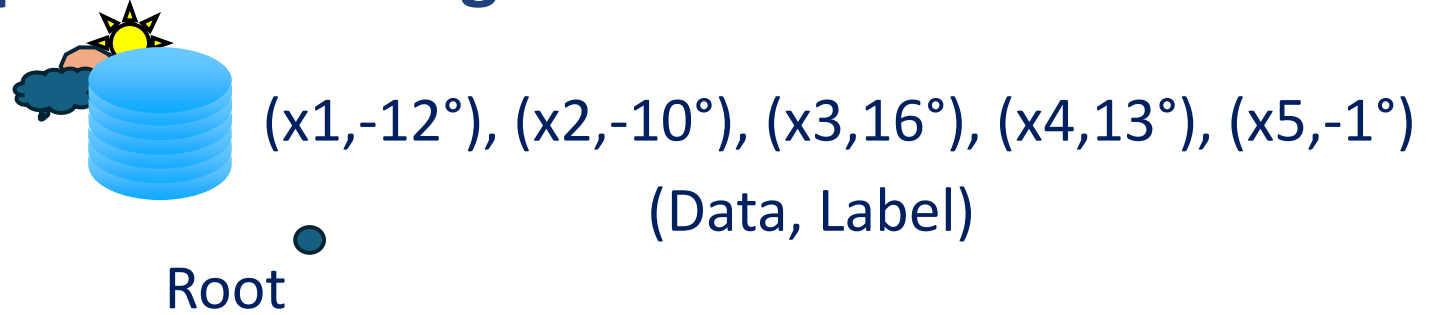 (x1,-12°), (x2,-10°), (x3,16°), (x4,13°), (x5,-1°)
(Data, Label)
Root